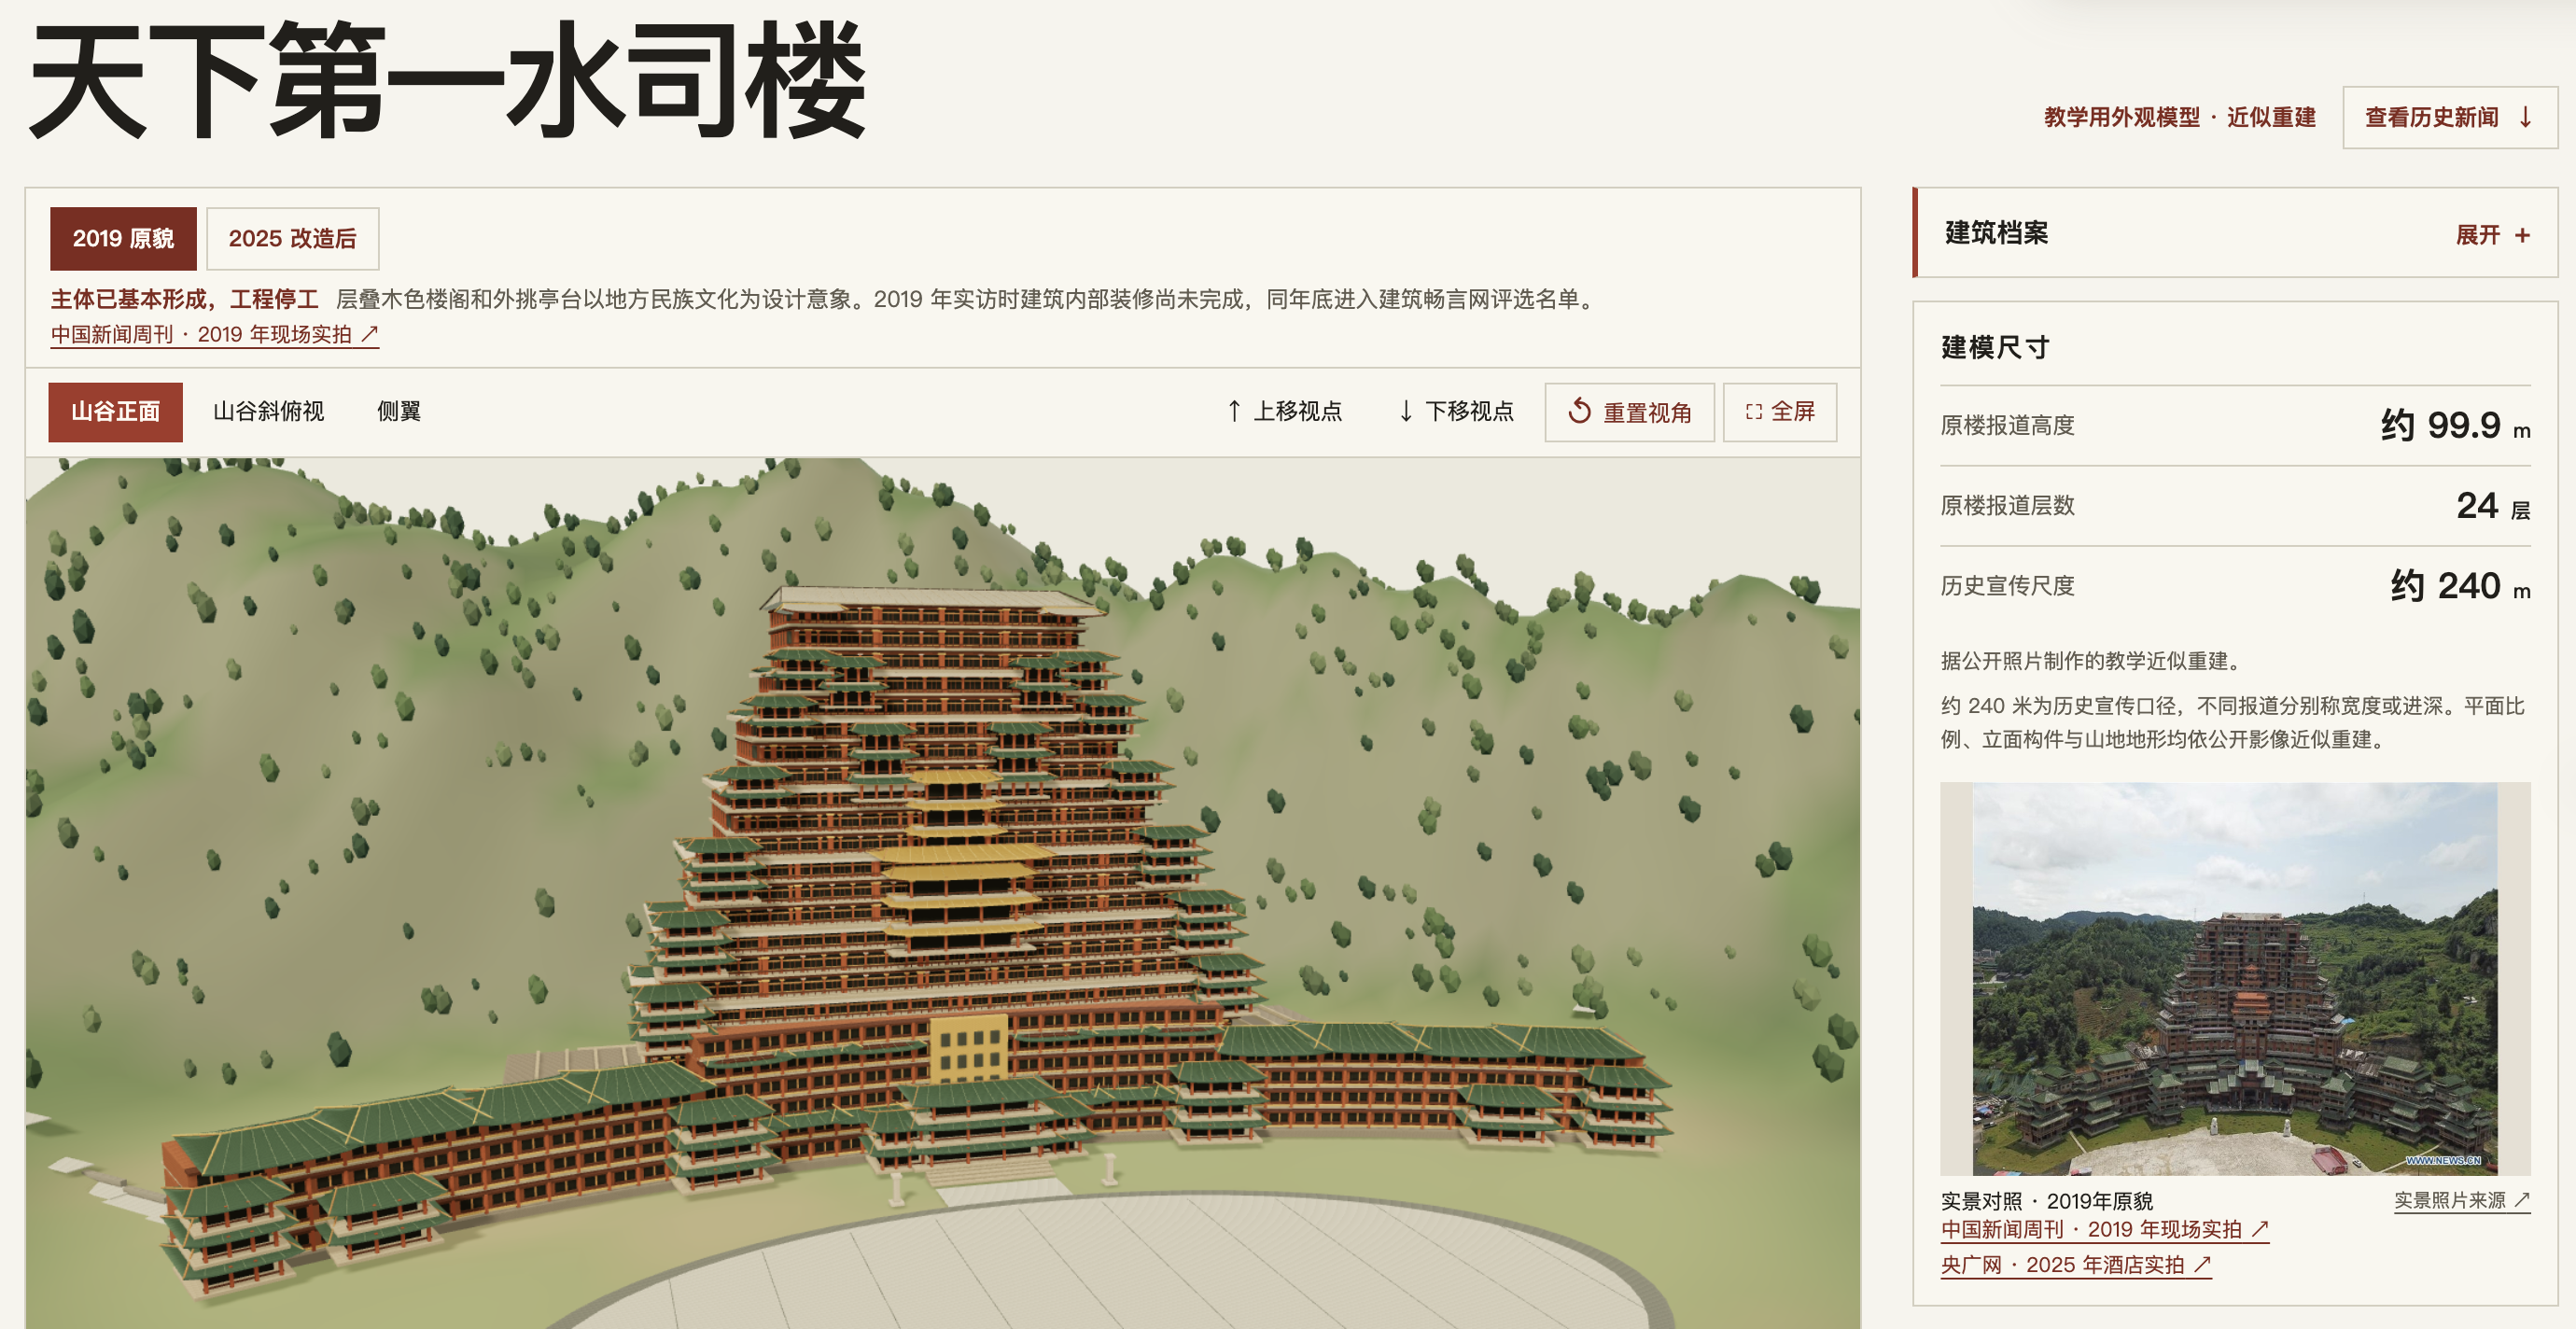 天下第一水司楼
教学用外观模型 · 近似重建
查看历史新闻 ↓
2019 原貌
2025 改造后
主体已基本形成，工程停工 层叠木色楼阁和外挑亭台以地方民族文化为设计意象。2019 年实访时建筑内部装修尚未完成，同年底进入建筑畅言网评选名单。
中国新闻周刊 · 2019 年现场实拍 ↗
山谷正面
山谷斜俯视
侧翼
↑ 上移视点
↓ 下移视点
重置视角
全屏
建筑档案
展开 +
建模尺寸
原楼报道高度 约 99.9 m
原楼报道层数 24 层
历史宣传尺度 约 240 m
据公开照片制作的教学近似重建。
约 240 米为历史宣传口径，不同报道分别称宽度或进深。平面比
例、立面构件与山地地形均依公开影像近似重建。
WWW.NEWS.CN
实景对照 · 2019年原貌
实景照片来源 ↗
中国新闻周刊 · 2019 年现场实拍 ↗
央广网 · 2025 年酒店实拍 ↗